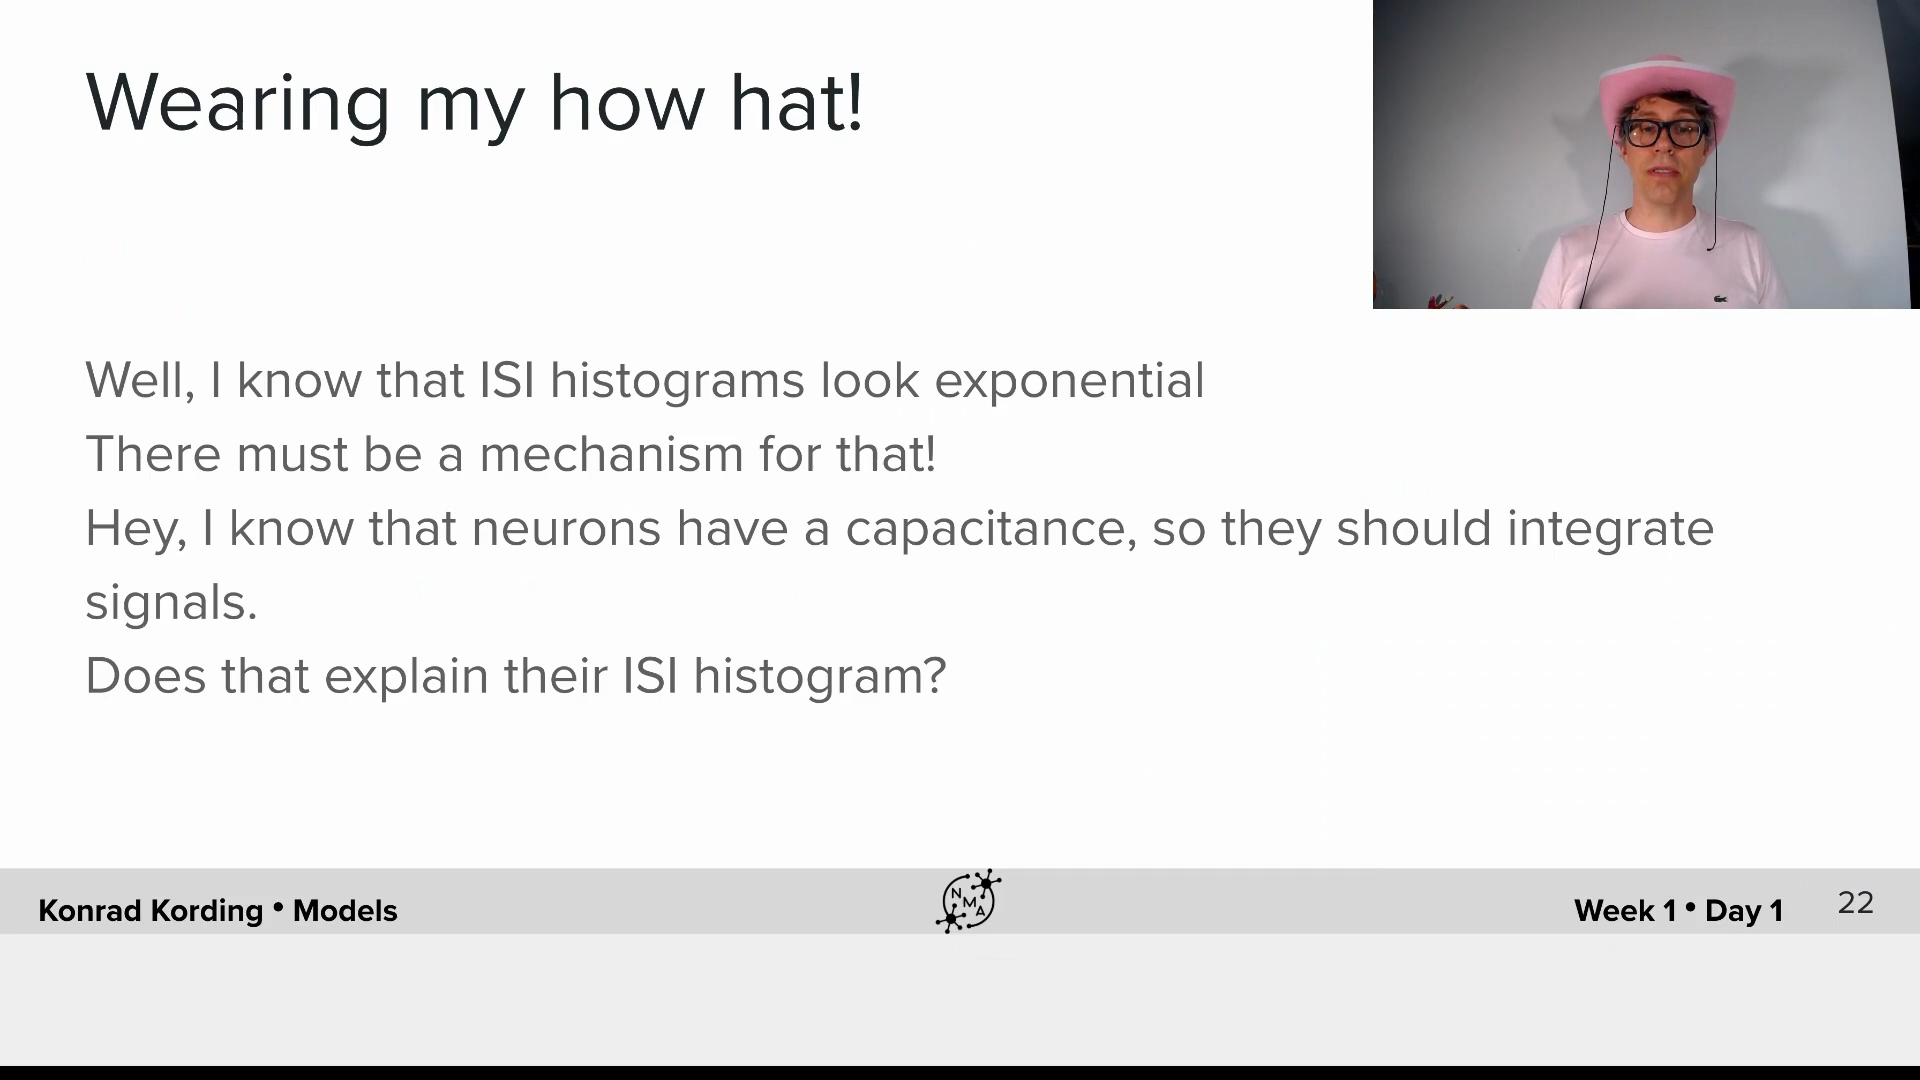 Wearing my how hat!
Well, I know that ISI histograms look exponential
There must be a mechanism for that!
Hey, I know that neurons have a capacitance, so they should integrate
signals.
Does that explain their ISI histogram?
Konrad Kording • Models
N
M
A
Week 1 • Day 1
22